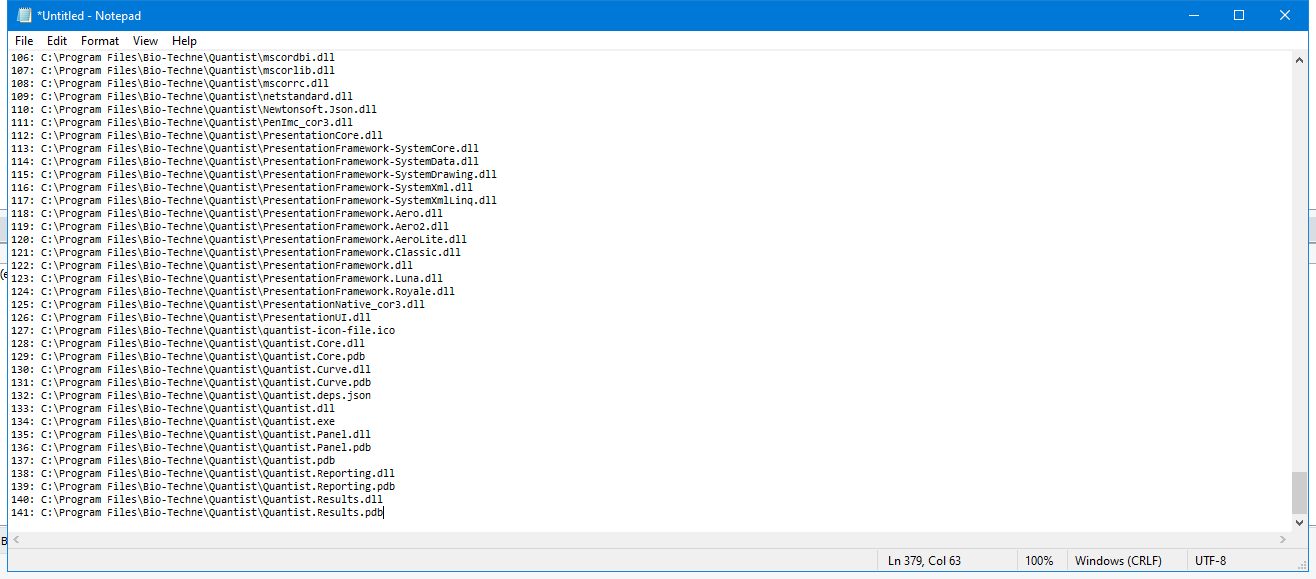 *Untitled - Notepad
File Edit Format View Help
106: C:\Program Files\Bio-Techne\Quantist\mscordbi.dll
107: C:\Program Files\Bio-Techne\Quantist\mscorlib.dll
108: C:\Program Files\Bio-Techne\Quantist\mscorrc.dll
109: C:\Program Files\Bio-Techne\Quantist\netstandard.dll
110: C:\Program Files\Bio-Techne\Quantist\Newtonsoft.Json.dll
111: C:\Program Files\Bio-Techne\Quantist\PenImc_cor3.dll
112: C:\Program Files\Bio-Techne\Quantist\PresentationCore.dll
113: C:\Program Files\Bio-Techne\Quantist\PresentationFramework-SystemCore.dll
114: C:\Program Files\Bio-Techne\Quantist\PresentationFramework-SystemData.dll
115: C:\Program Files\Bio-Techne\Quantist\PresentationFramework-SystemDrawing.dll
116: C:\Program Files\Bio-Techne\Quantist\PresentationFramework-SystemXml.dll
117: C:\Program Files\Bio-Techne\Quantist\PresentationFramework-SystemXmlLinq.dll
118: C:\Program Files\Bio-Techne\Quantist\PresentationFramework.Aero.dll
119: C:\Program Files\Bio-Techne\Quantist\PresentationFramework.Aero2.dll
120: C:\Program Files\Bio-Techne\Quantist\PresentationFramework.AeroLite.dll
121: C:\Program Files\Bio-Techne\Quantist\PresentationFramework.Classic.dll
122: C:\Program Files\Bio-Techne\Quantist\PresentationFramework.dll
123: C:\Program Files\Bio-Techne\Quantist\PresentationFramework.Luna.dll
124: C:\Program Files\Bio-Techne\Quantist\PresentationFramework.Royale.dll
125: C:\Program Files\Bio-Techne\Quantist\PresentationNative_cor3.dll
126: C:\Program Files\Bio-Techne\Quantist\PresentationUI.dll
127: C:\Program Files\Bio-Techne\Quantist\quantist-icon-file.ico
128: C:\Program Files\Bio-Techne\Quantist\Quantist.Core.dll
129: C:\Program Files\Bio-Techne\Quantist\Quantist.Core.pdb
130: C:\Program Files\Bio-Techne\Quantist\Quantist.Curve.dll
131: C:\Program Files\Bio-Techne\Quantist\Quantist.Curve.pdb
132: C:\Program Files\Bio-Techne\Quantist\Quantist.deps.json
133: C:\Program Files\Bio-Techne\Quantist\Quantist.dll
134: C:\Program Files\Bio-Techne\Quantist\Quantist.exe
135: C:\Program Files\Bio-Techne\Quantist\Quantist.Panel.dll
136: C:\Program Files\Bio-Techne\Quantist\Quantist.Panel.pdb
137: C:\Program Files\Bio-Techne\Quantist\Quantist.pdb
138: C:\Program Files\Bio-Techne\Quantist\Quantist.Reporting.dll
139: C:\Program Files\Bio-Techne\Quantist\Quantist.Reporting.pdb
140: C:\Program Files\Bio-Techne\Quantist\Quantist.Results.dll
141: C:\Program Files\Bio-Techne\Quantist\Quantist.Results.pdb
Ln 379, Col 63 100% Windows (CRLF) UTF-8